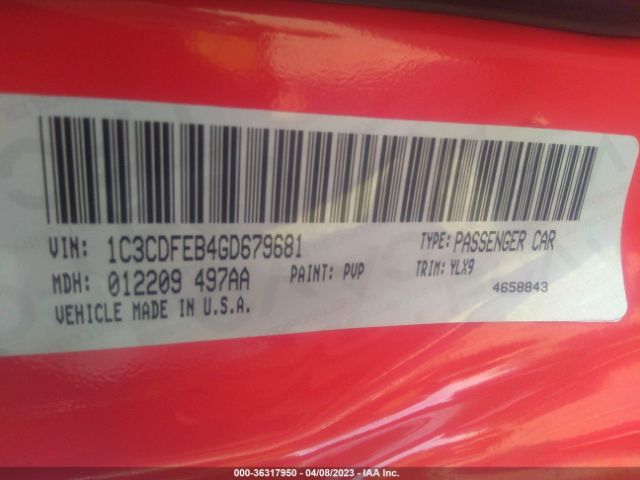 VIN: 1C3CDFEB4GD679681 TYPE: PASSENGER CAR
MDH: 012209 497AA PAINT: PVP TRIM: YLX9
VEHICLE MADE IN U.S.A. 4658843
000-36317950 - 04/08/2023 - IAA Inc.